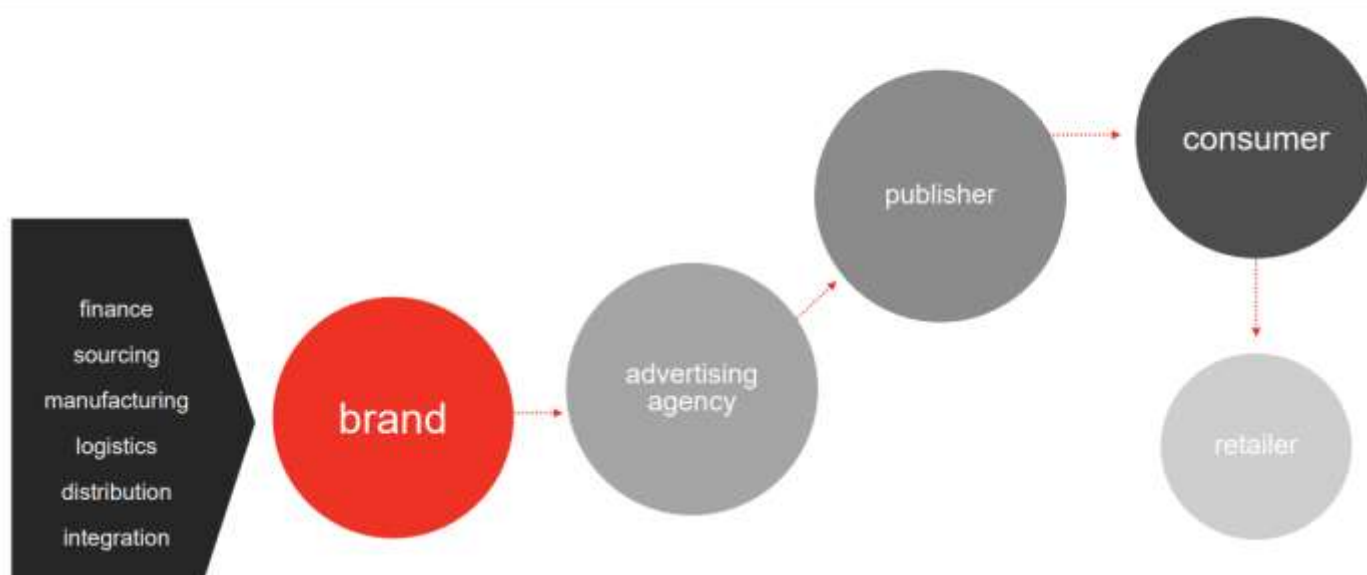 finance
sourcing
manufacturing
logistics
distribution
integration
brand
advertising
agency
publisher
consumer
retailer